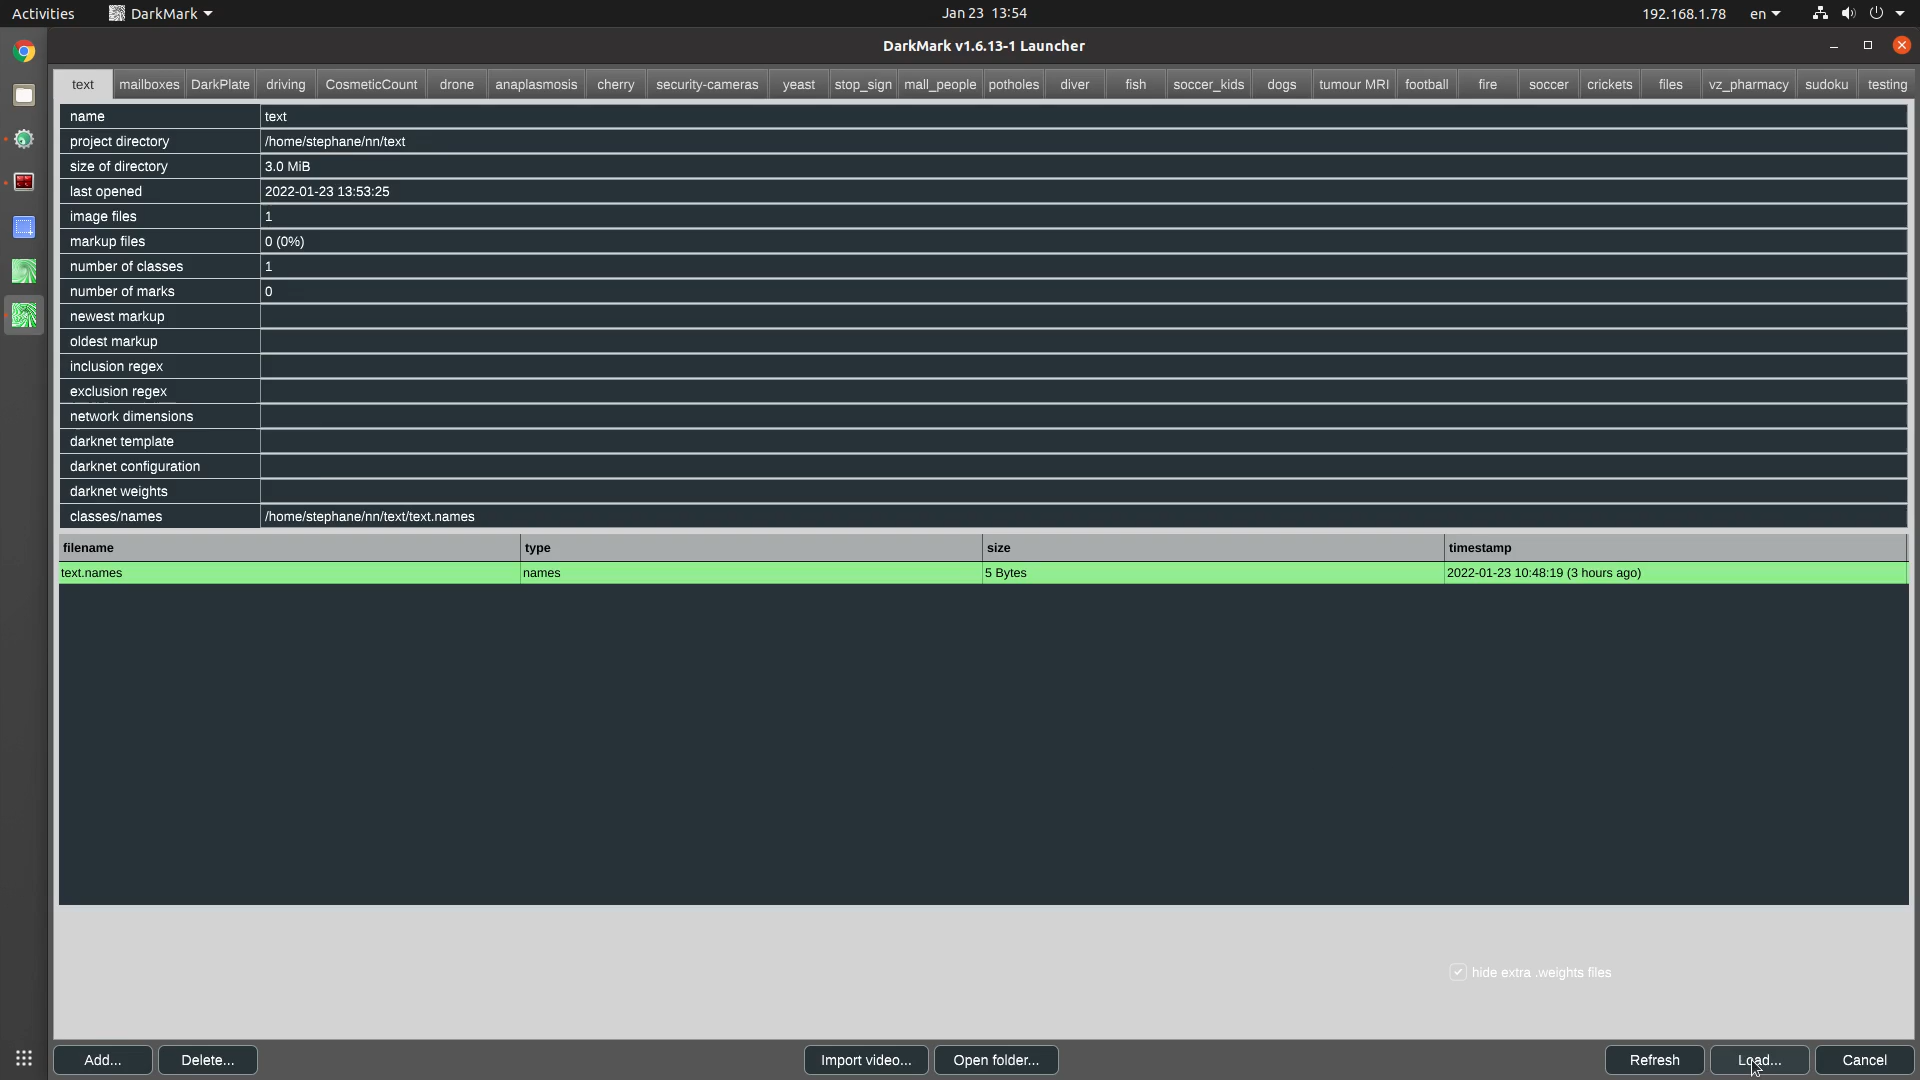 Activities DarkMark Jan 23 13:54 192.168.1.78 en
DarkMark v1.6.13-1 Launcher
text mailboxes DarkPlate driving CosmeticCount drone anaplasmosis cherry security-cameras yeast stop_sign mall_people potholes diver fish soccer_kids dogs tumour MRI football fire soccer crickets files vz_pharmacy sudoku testing
name text
project directory /home/stephane/nn/text
size of directory 3.0 MiB
last opened 2022-01-23 13:53:25
image files 1
markup files 0 (0%)
number of classes 1
number of marks 0
newest markup
oldest markup
inclusion regex
exclusion regex
network dimensions
darknet template
darknet configuration
darknet weights
classes/names /home/stephane/nn/text/text.names
filename type size timestamp
text.names names 5 Bytes 2022-01-23 10:48:19 (3 hours ago)
hide extra .weights files
Add... Delete... Import video... Open folder... Refresh Load... Cancel